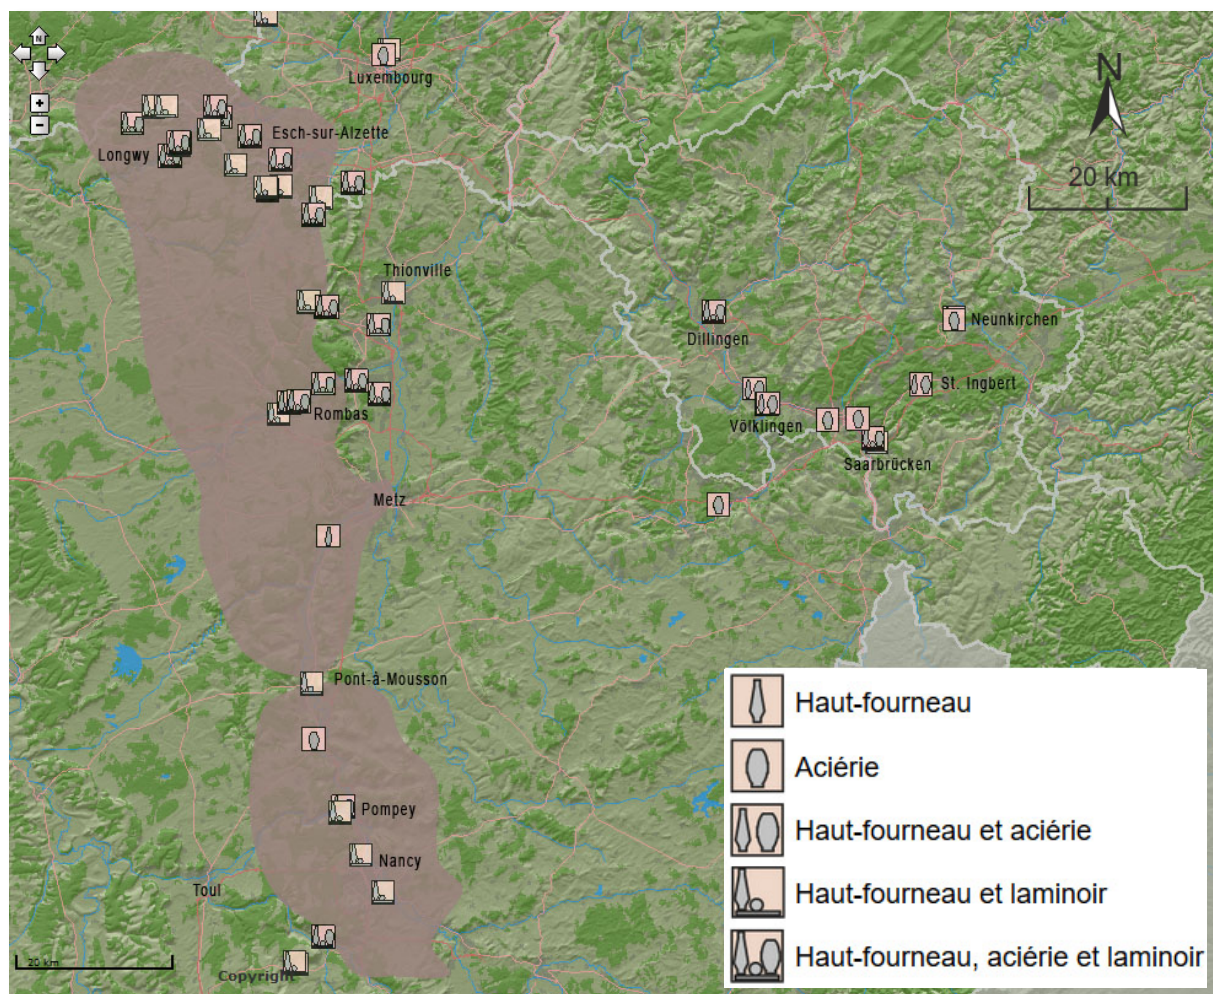 N
+
−
Luxembourg
N
Esch-sur-Alzette
Longwy
20 km
Thionville
Dillingen
Neunkirchen
St. Ingbert
Rombas
Völklingen
Saarbrücken
Metz
Pont-à-Mousson
Pompey
Nancy
Toul
20 km
Copyright
Haut-fourneau
Aciérie
Haut-fourneau et aciérie
Haut-fourneau et laminoir
Haut-fourneau, aciérie et laminoir